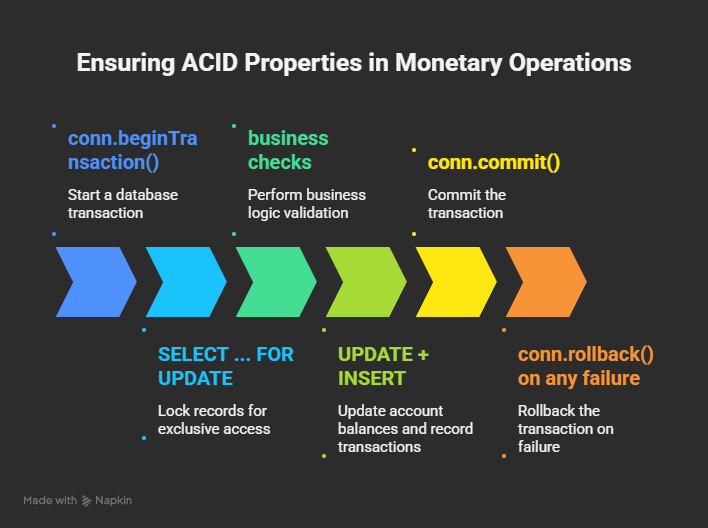 Ensuring ACID Properties in Monetary Operations
conn.beginTra
nsaction()
Start a database
transaction
business
checks
Perform business
logic validation
conn.commit()
Commit the
transaction
SELECT ... FOR
UPDATE
Lock records for
exclusive access
UPDATE +
INSERT
Update account
balances and record
transactions
conn.rollback()
on any failure
Rollback the
transaction on
failure
Made with Napkin